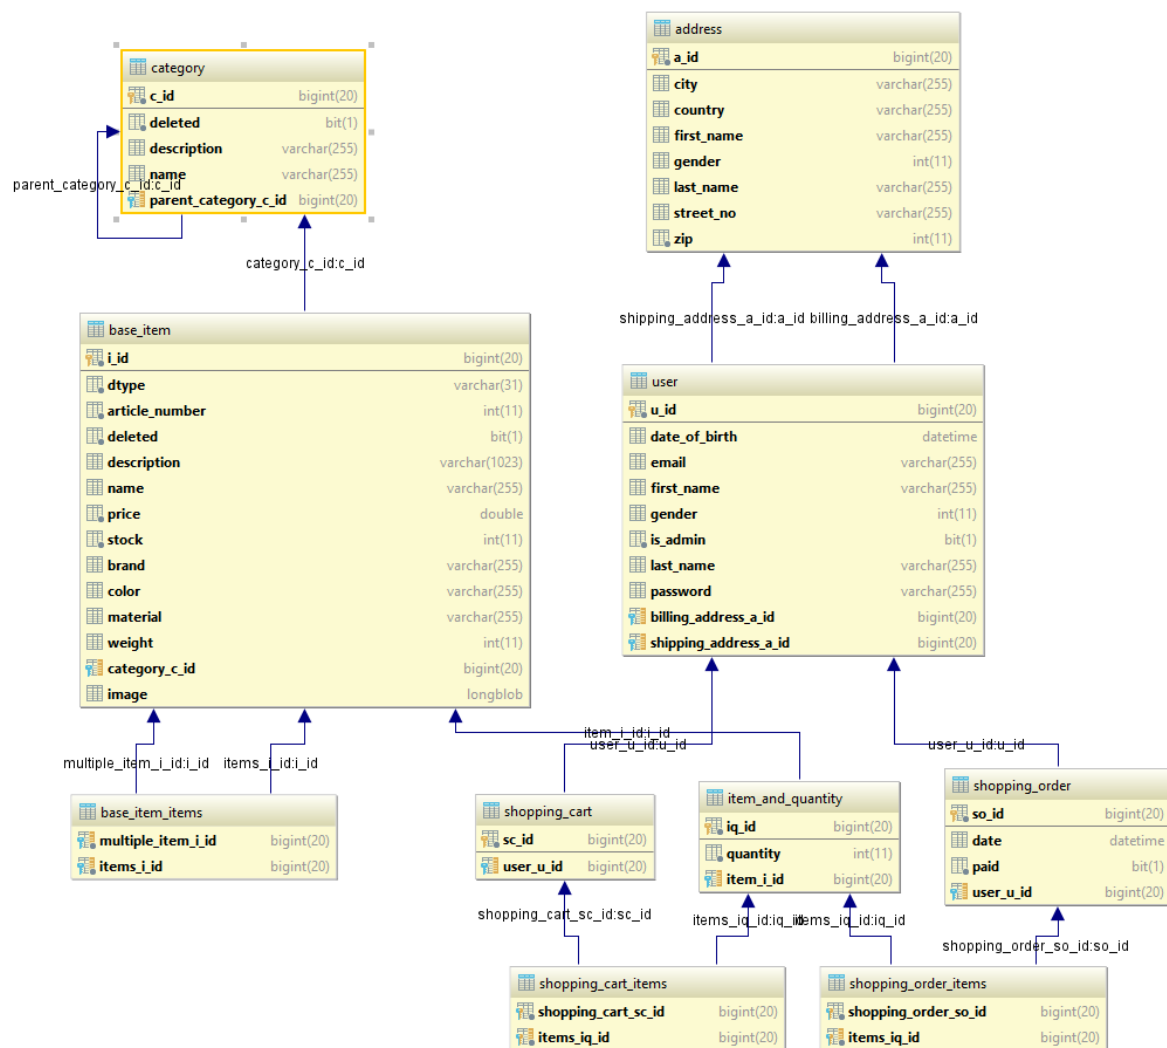 category
c_id bigint(20)
deleted bit(1)
description varchar(255)
name varchar(255)
parent_category_c_id bigint(20)
parent_category_c_id:c_id
category_c_id:c_id
address
a_id bigint(20)
city varchar(255)
country varchar(255)
first_name varchar(255)
gender int(11)
last_name varchar(255)
street_no varchar(255)
zip int(11)
shipping_address_a_id:a_id
billing_address_a_id:a_id
base_item
i_id bigint(20)
dtype varchar(31)
article_number int(11)
deleted bit(1)
description varchar(1023)
name varchar(255)
price double
stock int(11)
brand varchar(255)
color varchar(255)
material varchar(255)
weight int(11)
category_c_id bigint(20)
image longblob
user
u_id bigint(20)
date_of_birth datetime
email varchar(255)
first_name varchar(255)
gender int(11)
is_admin bit(1)
last_name varchar(255)
password varchar(255)
billing_address_a_id bigint(20)
shipping_address_a_id bigint(20)
multiple_item_i_id:i_id
items_i_id:i_id
item_i_id:i_id
user_u_id:u_id
user_u_id:u_id
base_item_items
multiple_item_i_id bigint(20)
items_i_id bigint(20)
shopping_cart
sc_id bigint(20)
user_u_id bigint(20)
item_and_quantity
iq_id bigint(20)
quantity int(11)
item_i_id bigint(20)
shopping_order
so_id bigint(20)
date datetime
paid bit(1)
user_u_id bigint(20)
shopping_cart_sc_id:sc_id
items_iq_id:iq_id
items_iq_id:iq_id
shopping_order_so_id:so_id
shopping_cart_items
shopping_cart_sc_id bigint(20)
items_iq_id bigint(20)
shopping_order_items
shopping_order_so_id bigint(20)
items_iq_id bigint(20)